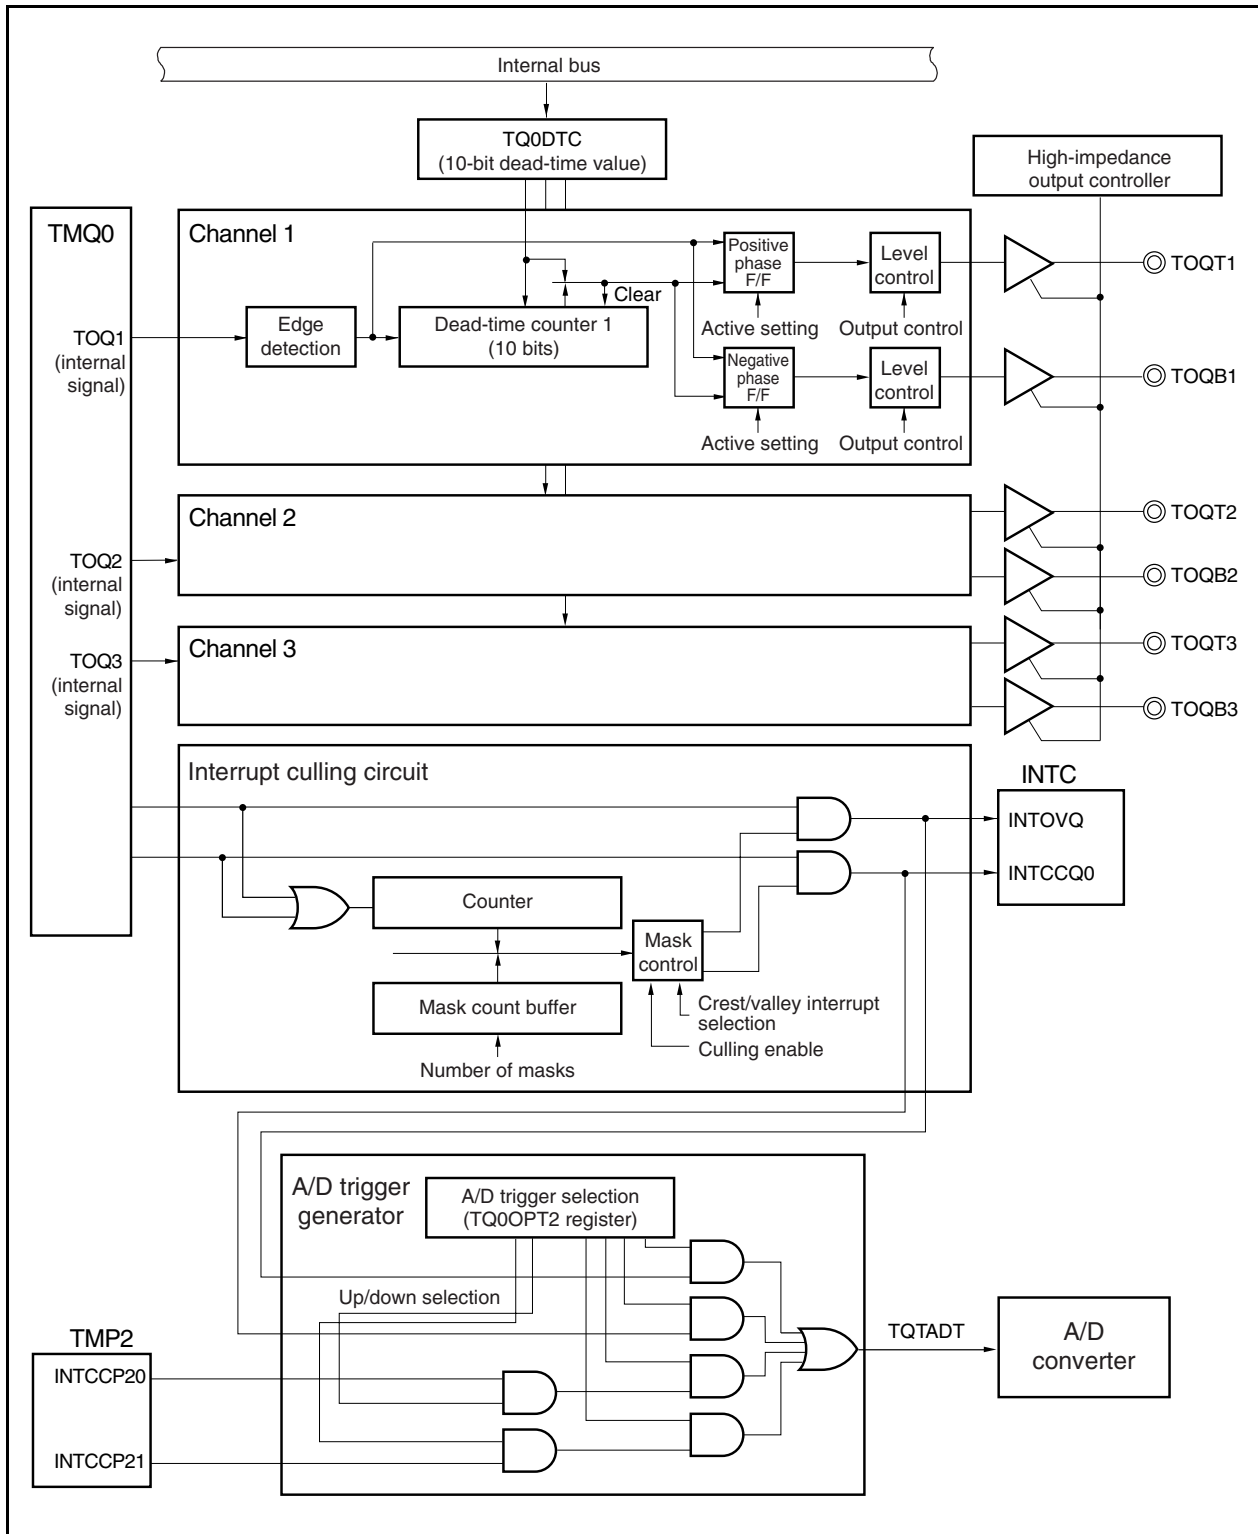 Internal bus
TQ0DTC
(10-bit dead-time value)
High-impedance
output controller
TMQ0
Channel 1
Positive
phase
F/F
Level
control
TOQT1
Clear
Active setting
Output control
TOQ1
(internal
signal)
Edge
detection
Dead-time counter 1
(10 bits)
Negative
phase
F/F
Level
control
TOQB1
Active setting
Output control
Channel 2
TOQT2
TOQ2
(internal
signal)
TOQB2
Channel 3
TOQT3
TOQ3
(internal
signal)
TOQB3
Interrupt culling circuit
INTC
INTOVQ
INTCCQ0
Counter
Mask
control
Mask count buffer
Crest/valley interrupt
selection
Culling enable
Number of masks
A/D trigger
generator
A/D trigger selection
(TQ0OPT2 register)
Up/down selection
TMP2
INTCCP20
INTCCP21
TQTADT
A/D
converter